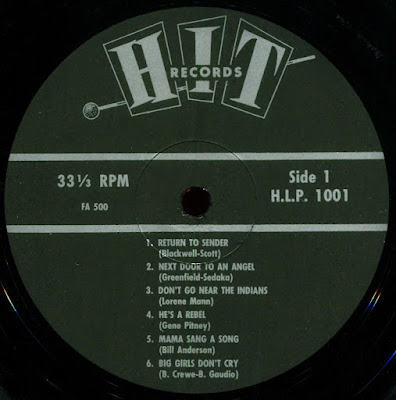 HIT
RECORDS
33 1/3 RPM
Side 1
FA 500
H.L.P. 1001
1. RETURN TO SENDER
(Blackwell-Scott)
2. NEXT DOOR TO AN ANGEL
(Greenfield-Sedaka)
3. DON'T GO NEAR THE INDIANS
(Lorene Mann)
4. HE'S A REBEL
(Gene Pitney)
5. MAMA SANG A SONG
(Bill Anderson)
6. BIG GIRLS DON'T CRY
(B. Crewe-B. Gaudio)